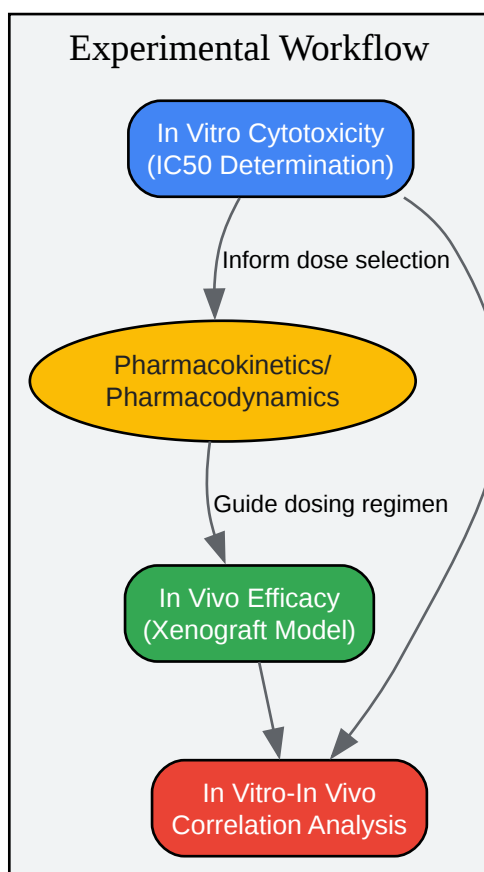 Experimental Workflow
In Vitro Cytotoxicity
(IC50 Determination)
Inform dose selection
Pharmacokinetics/
Pharmacodynamics
Guide dosing regimen
In Vivo Efficacy
(Xenograft Model)
In Vitro-In Vivo
Correlation Analysis